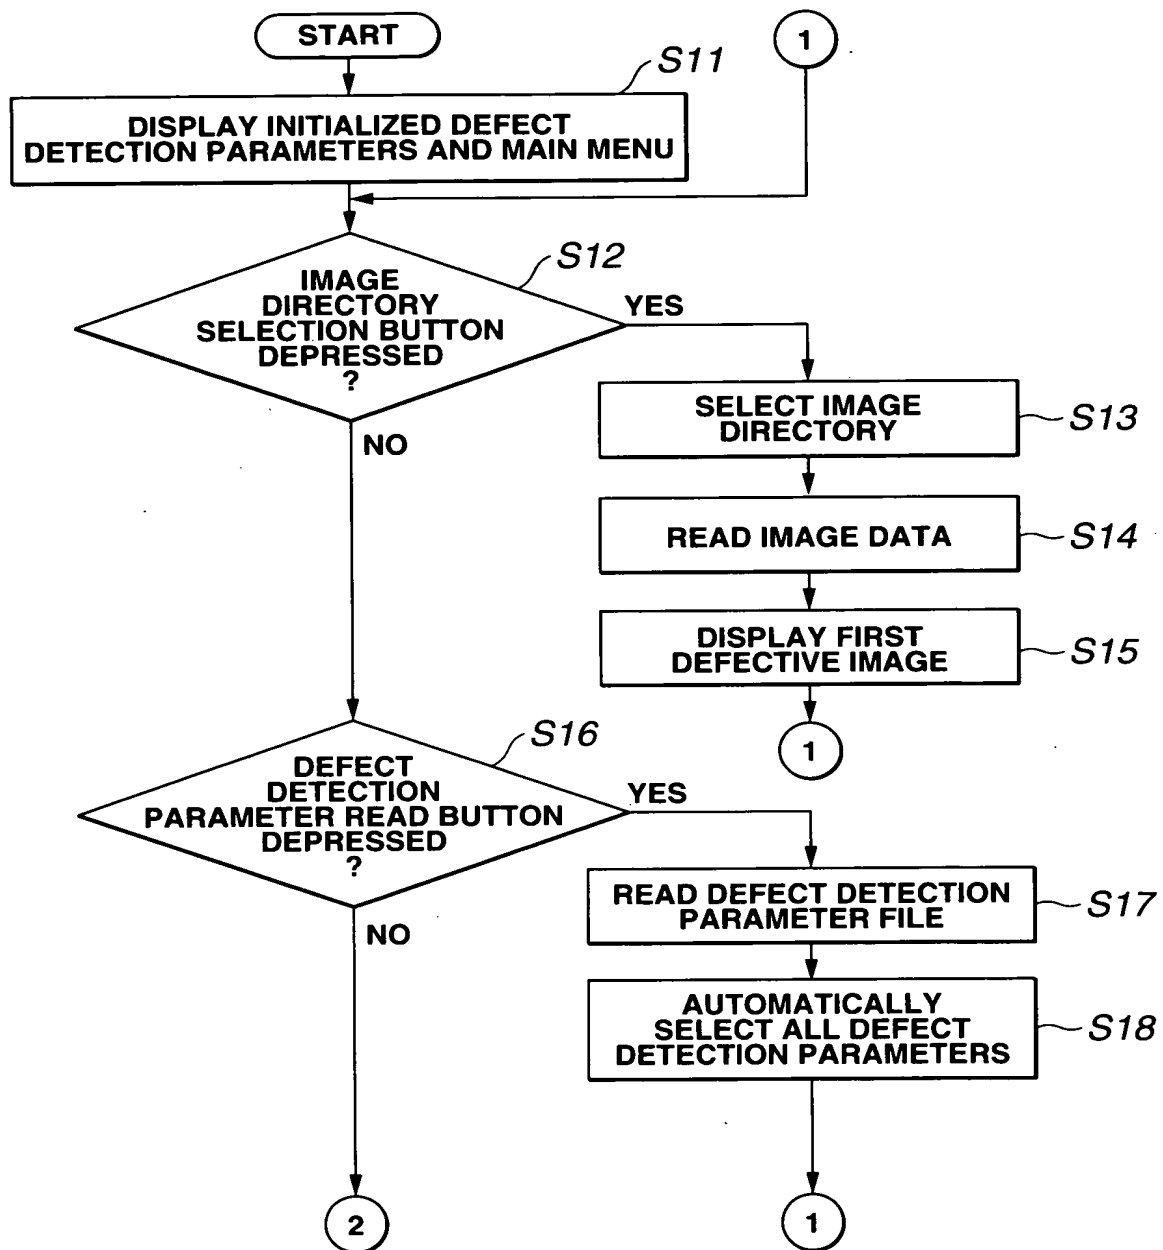 START
1
S11
DISPLAY INITIALIZED DEFECT
DETECTION PARAMETERS AND MAIN MENU
S12
IMAGE
DIRECTORY
SELECTION BUTTON
DEPRESSED
?
YES
NO
SELECT IMAGE
DIRECTORY
S13
READ IMAGE DATA
S14
DISPLAY FIRST
DEFECTIVE IMAGE
S15
1
S16
DEFECT
DETECTION
PARAMETER READ BUTTON
DEPRESSED
?
YES
NO
READ DEFECT DETECTION
PARAMETER FILE
S17
AUTOMATICALLY
SELECT ALL DEFECT
DETECTION PARAMETERS
S18
2
1